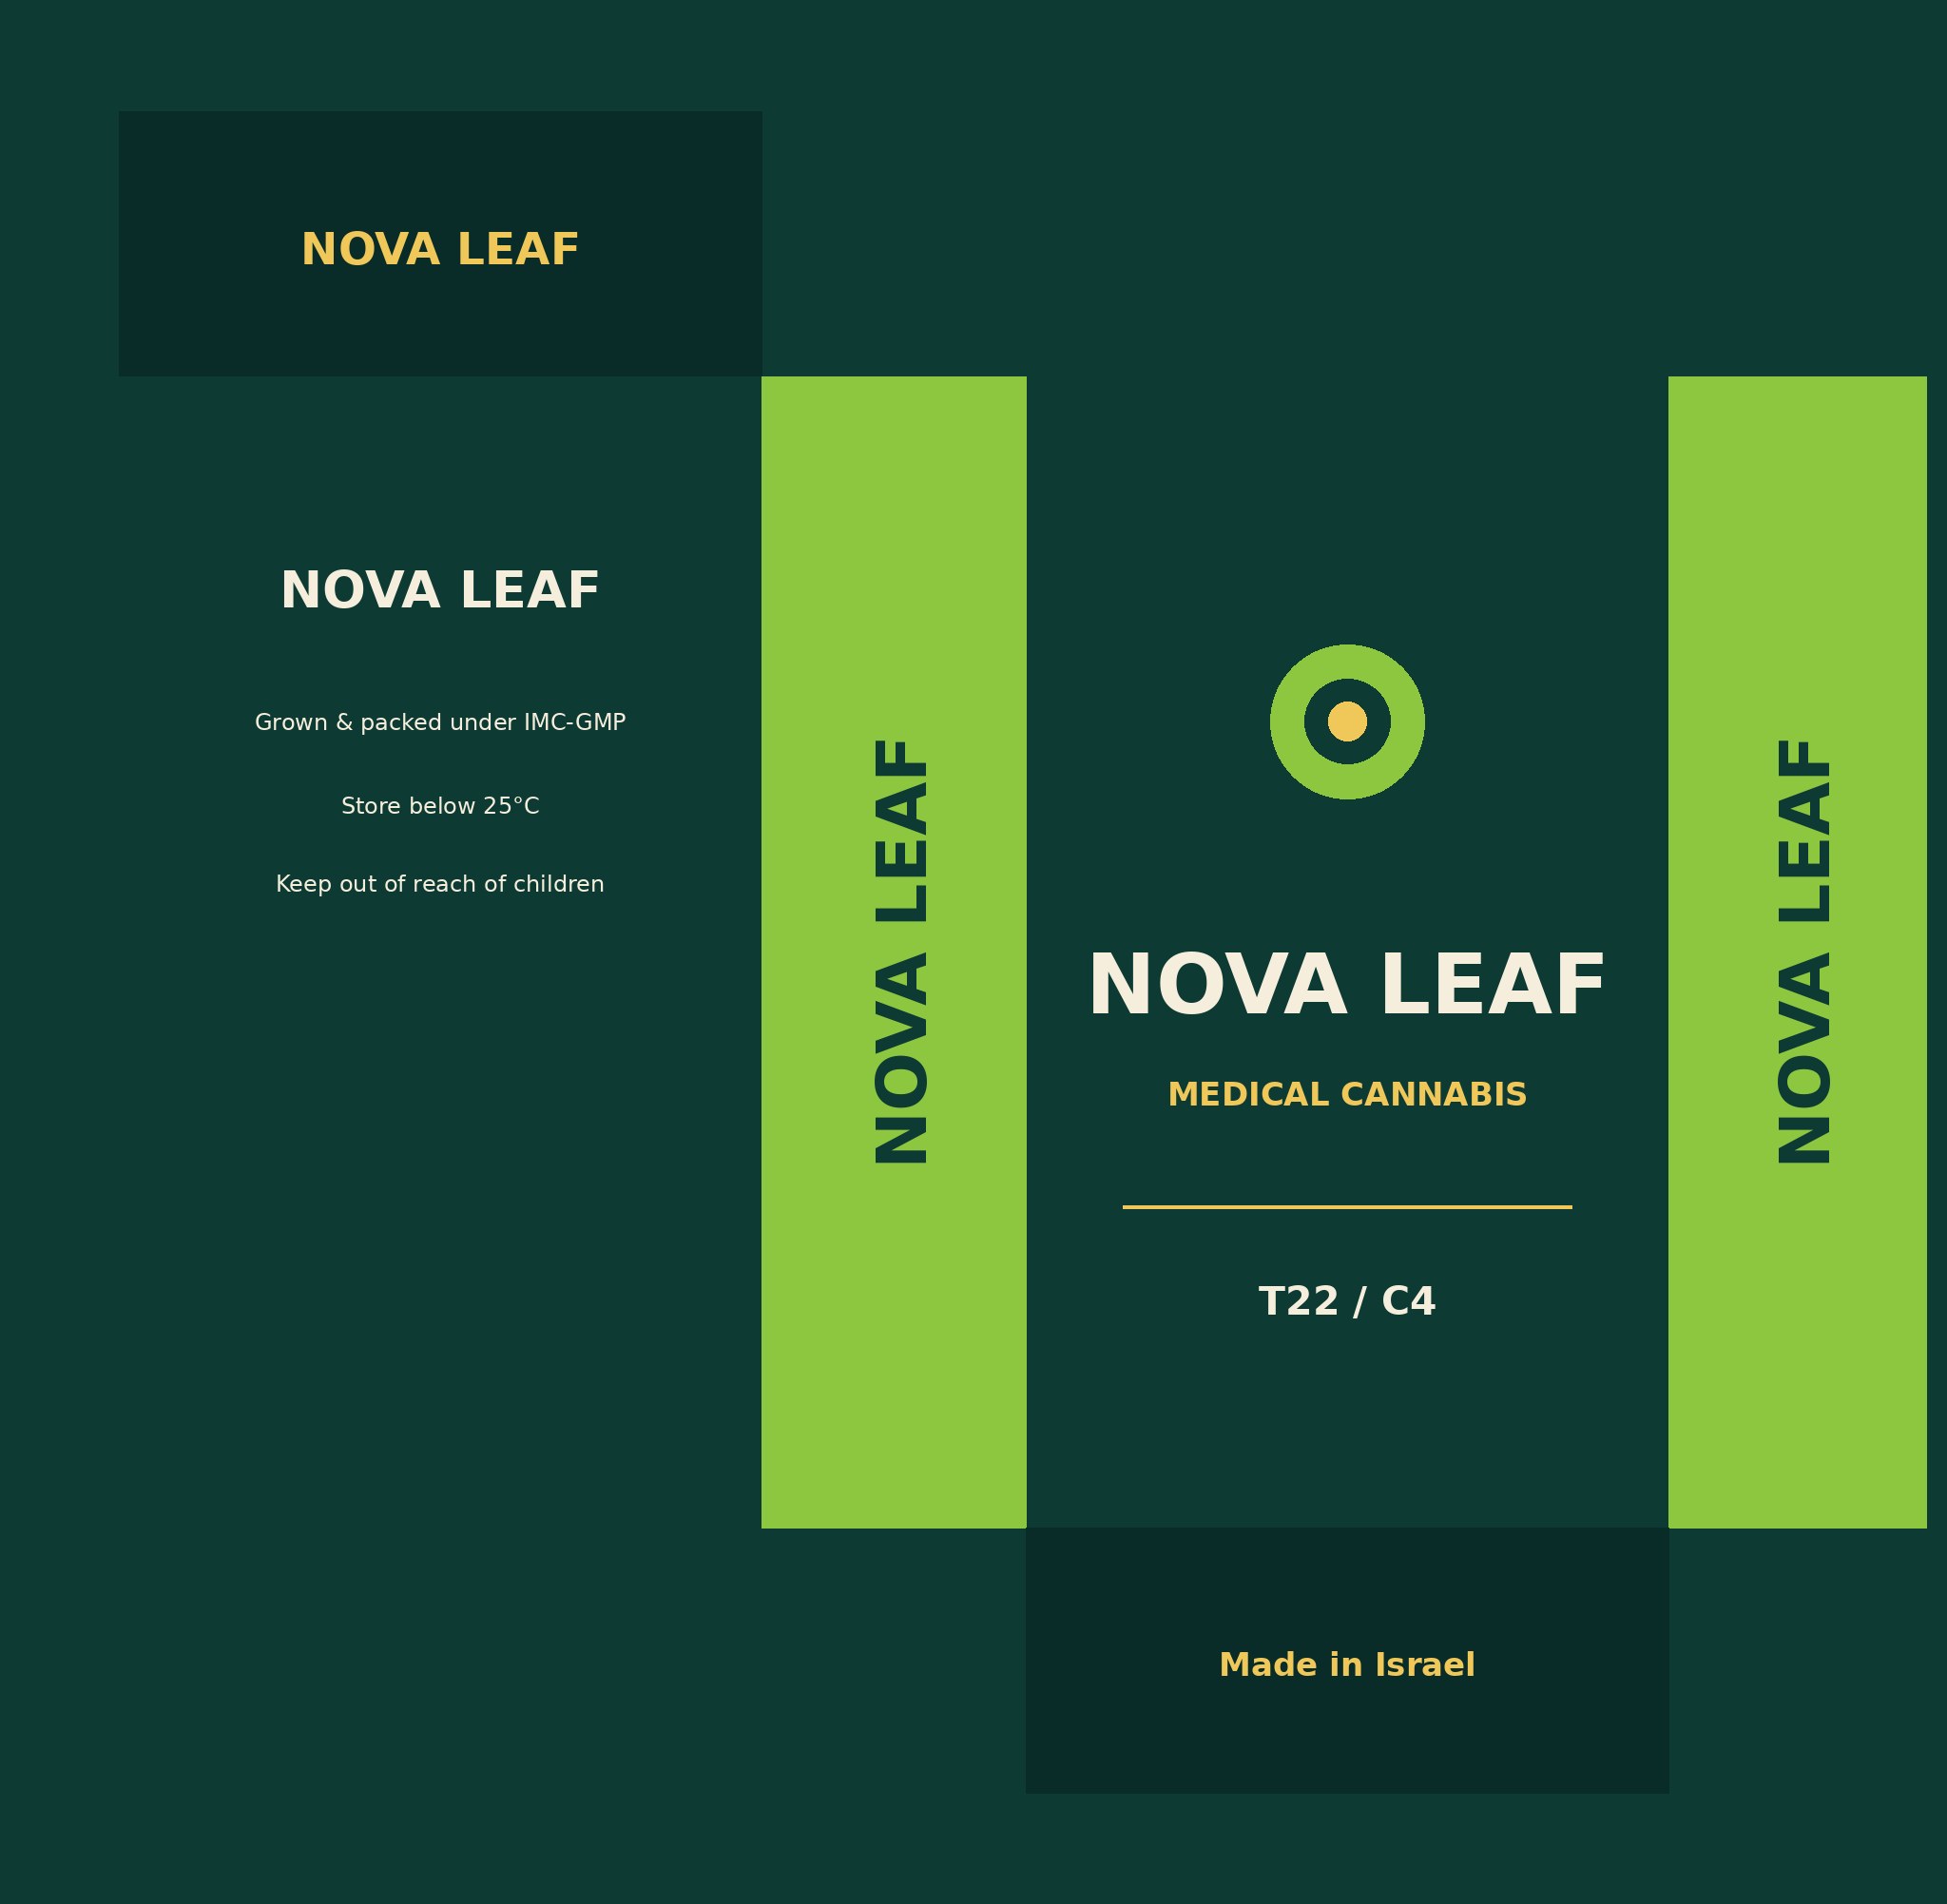 NOVA LEAF
NOVA LEAF
Grown & packed under IMC-GMP
Store below 25°C
Keep out of reach of children
NOVA LEAF
NOVA LEAF
MEDICAL CANNABIS
T22 / C4
NOVA LEAF
Made in Israel